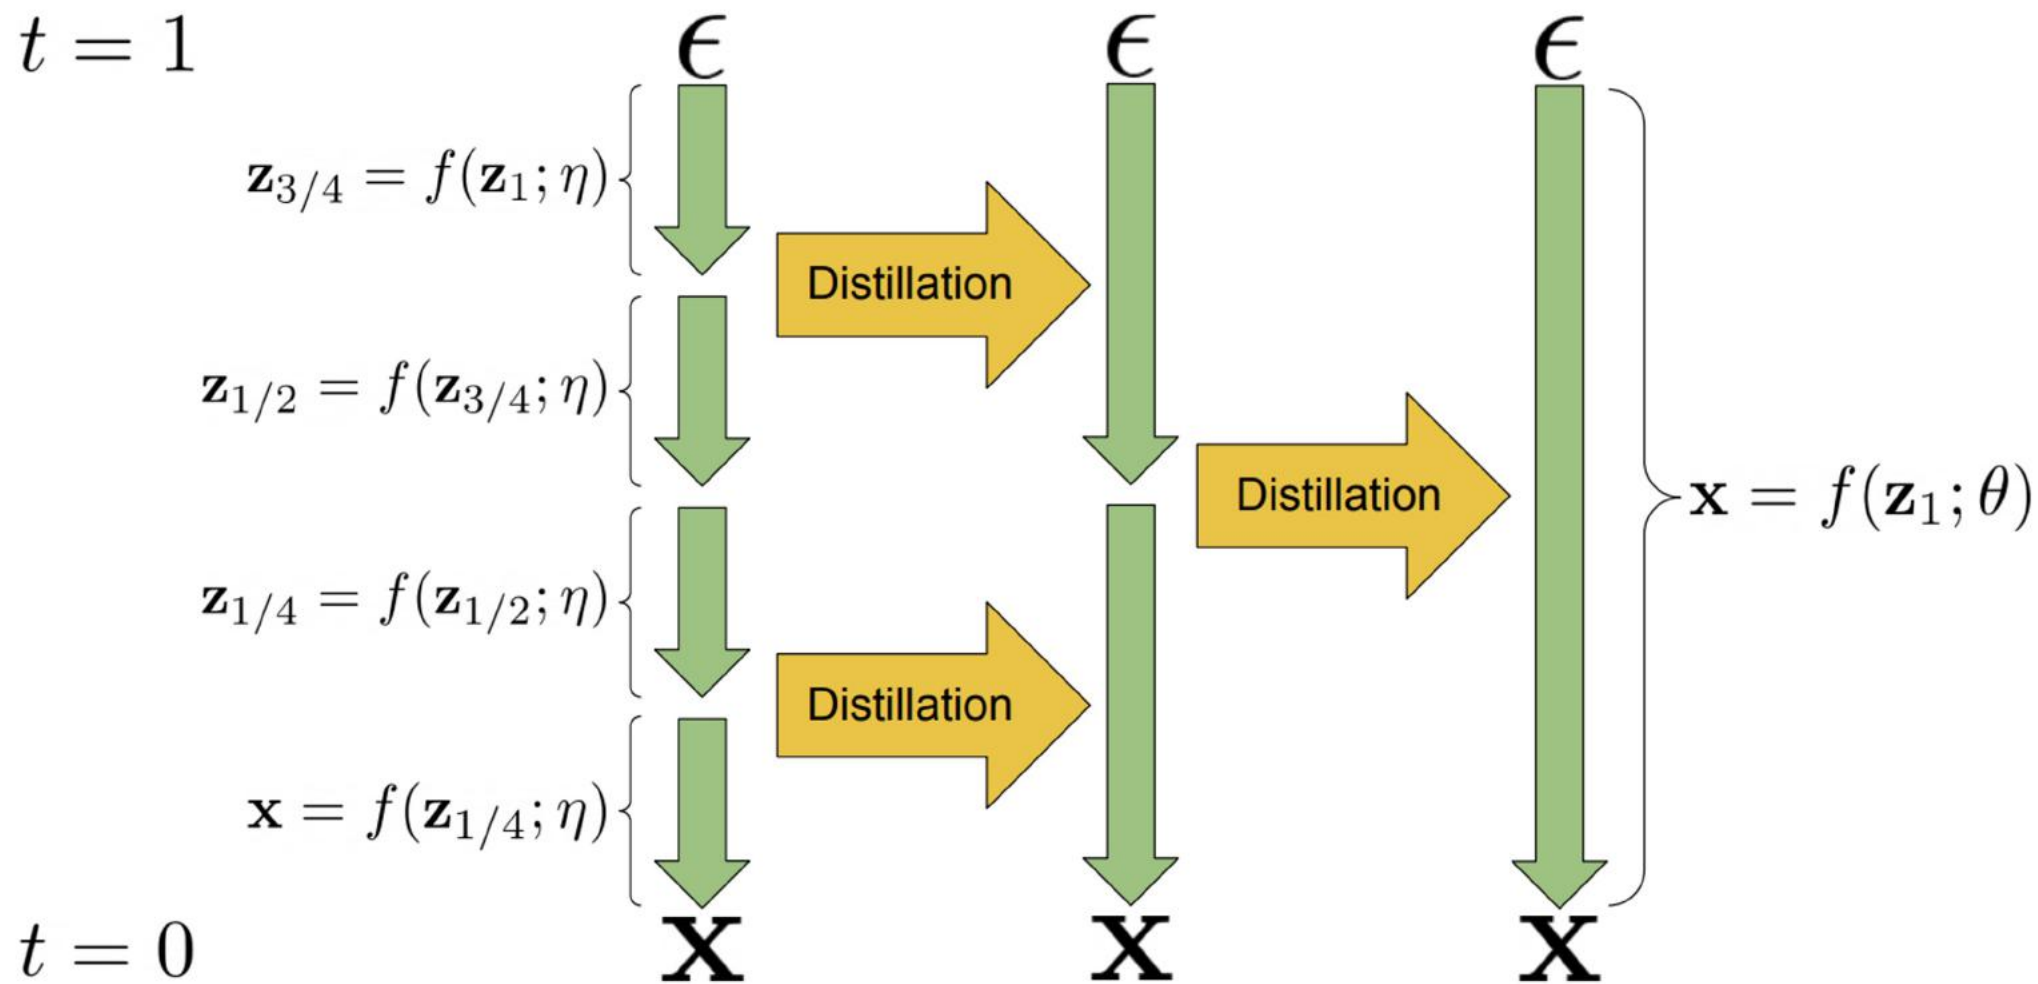 t = 1
ϵ
ϵ
ϵ
z_{3/4} = f(z_1; η)
Distillation
z_{1/2} = f(z_{3/4}; η)
Distillation
x = f(z_1; θ)
z_{1/4} = f(z_{1/2}; η)
Distillation
x = f(z_{1/4}; η)
t = 0
x
x
x